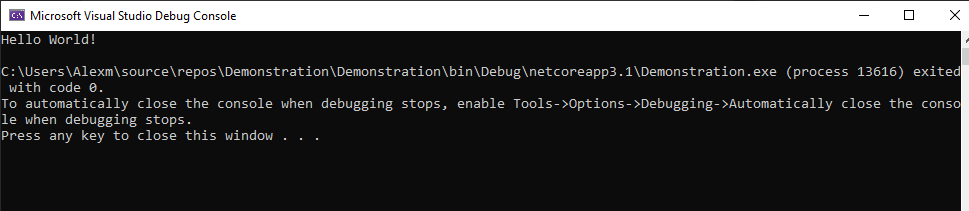 Microsoft Visual Studio Debug Console
Hello World!
C:\Users\Alexm\source\repos\Demonstration\Demonstration\bin\Debug\netcoreapp3.1\Demonstration.exe (process 13616) exited
 with code 0.
To automatically close the console when debugging stops, enable Tools->Options->Debugging->Automatically close the conso
le when debugging stops.
Press any key to close this window . . .